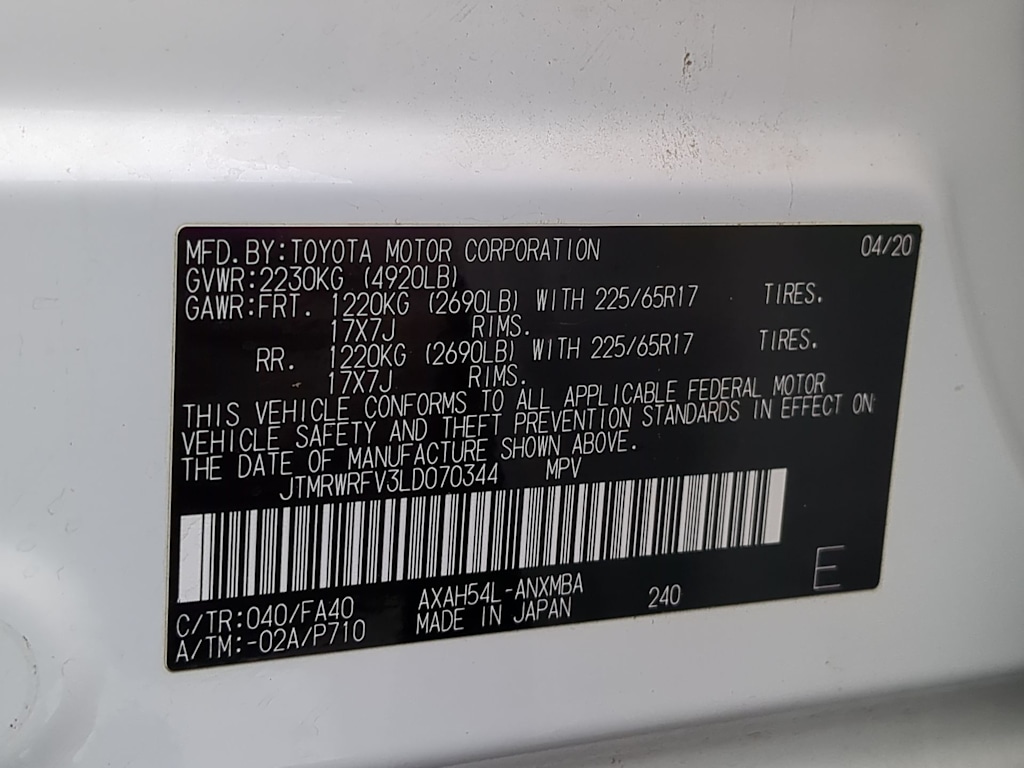 MFD.BY:TOYOTA MOTOR CORPORATION 04/20
GVWR:2230KG (4920LB)
GAWR:FRT. 1220KG (2690LB) WITH 225/65R17 TIRES.
17X7J RIMS.
RR. 1220KG (2690LB) WITH 225/65R17 TIRES.
17X7J RIMS.
THIS VEHICLE CONFORMS TO ALL APPLICABLE FEDERAL MOTOR
VEHICLE SAFETY AND THEFT PREVENTION STANDARDS IN EFFECT ON
THE DATE OF MANUFACTURE SHOWN ABOVE.
JTMRWRFV3LD070344 MPV
C/TR:040/FA40 AXAH54L-ANXMBA 240 E
A/TM:-02A/P710 MADE IN JAPAN